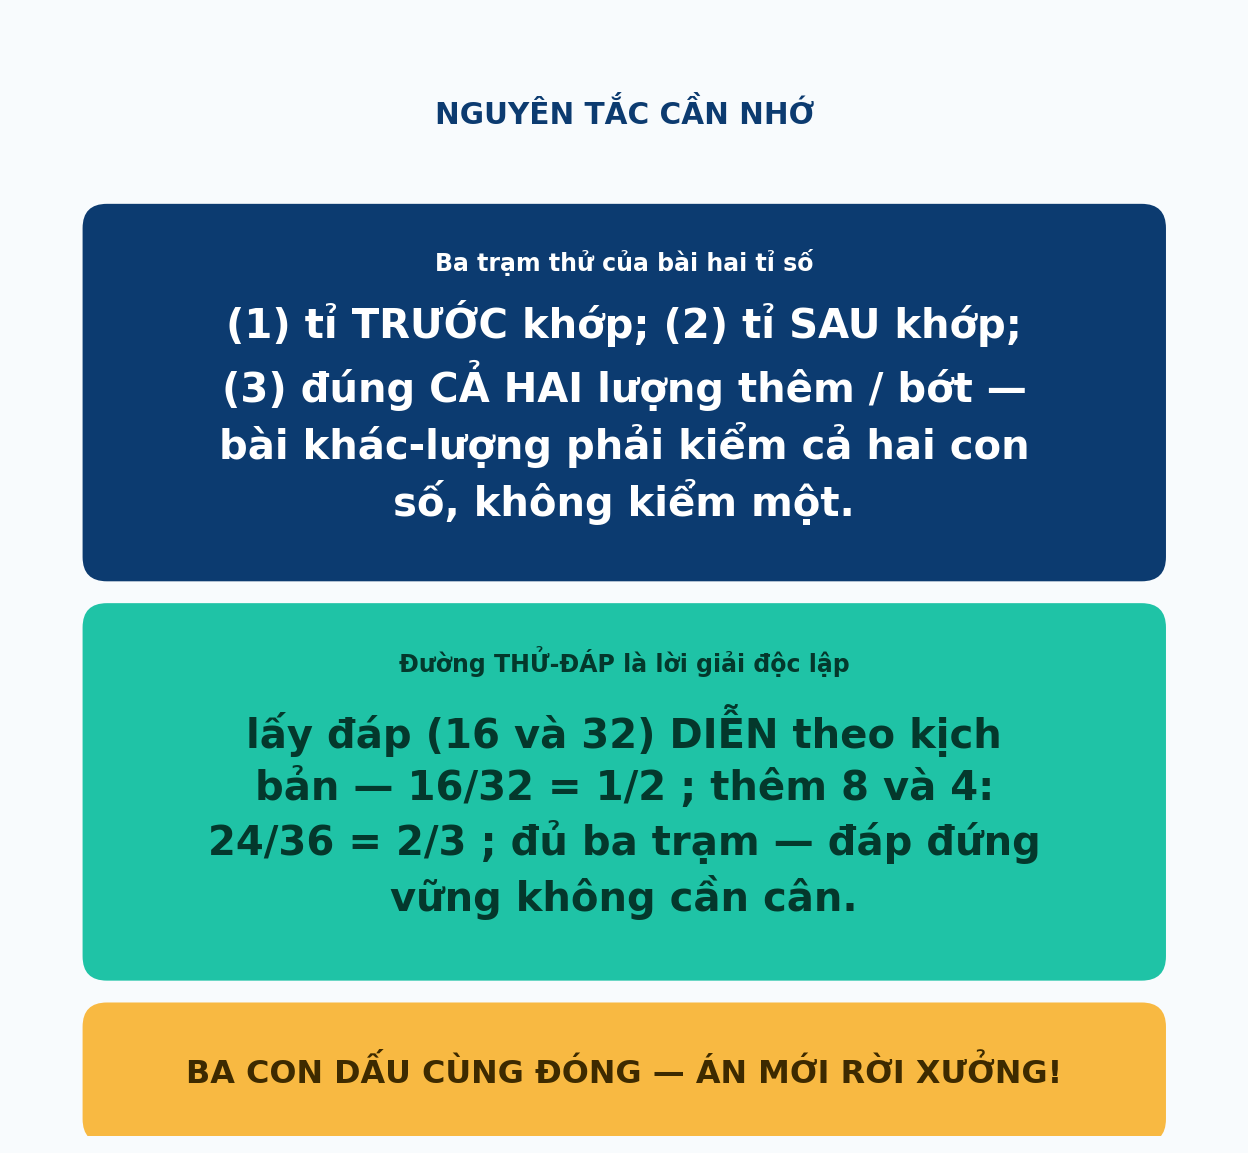 NGUYÊN TẮC CẦN NHỚ
Ba trạm thử của bài hai tỉ số
(1) tỉ TRƯỚC khớp; (2) tỉ SAU khớp;
(3) đúng CẢ HAI lượng thêm / bớt —
bài khác-lượng phải kiểm cả hai con
số, không kiểm một.
Đường THỬ-ĐÁP là lời giải độc lập
lấy đáp (16 và 32) DIỄN theo kịch
bản — 16/32 = 1/2 ; thêm 8 và 4:
24/36 = 2/3 ; đủ ba trạm — đáp đứng
vững không cần cân.
BA CON DẤU CÙNG ĐÓNG — ÁN MỚI RỜI XƯỞNG!